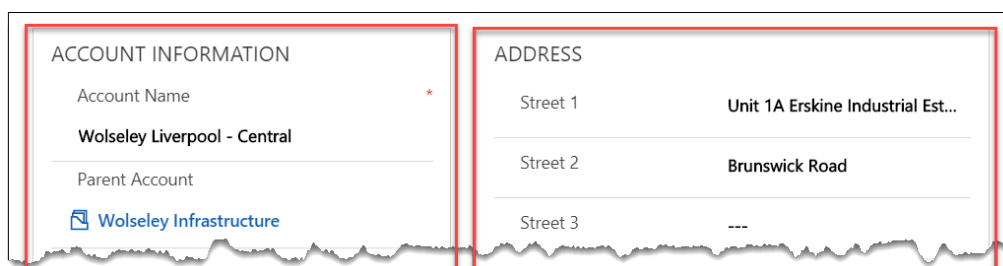 ACCOUNT INFORMATION
Account Name *
Wolseley Liverpool - Central
Parent Account
Wolseley Infrastructure
ADDRESS
Street 1 Unit 1A Erskine Industrial Est...
Street 2 Brunswick Road
Street 3 ---